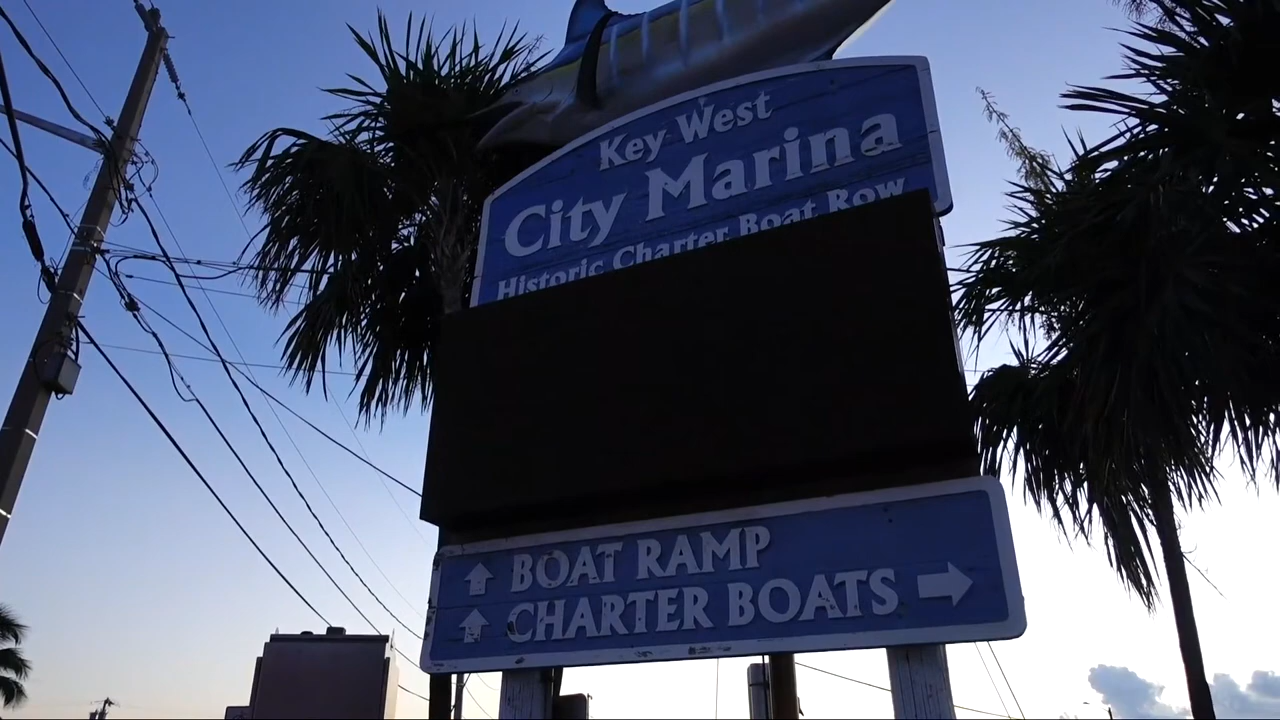 Key West
City Marina
Historic Charter Boat Row
BOAT RAMP
CHARTER BOATS